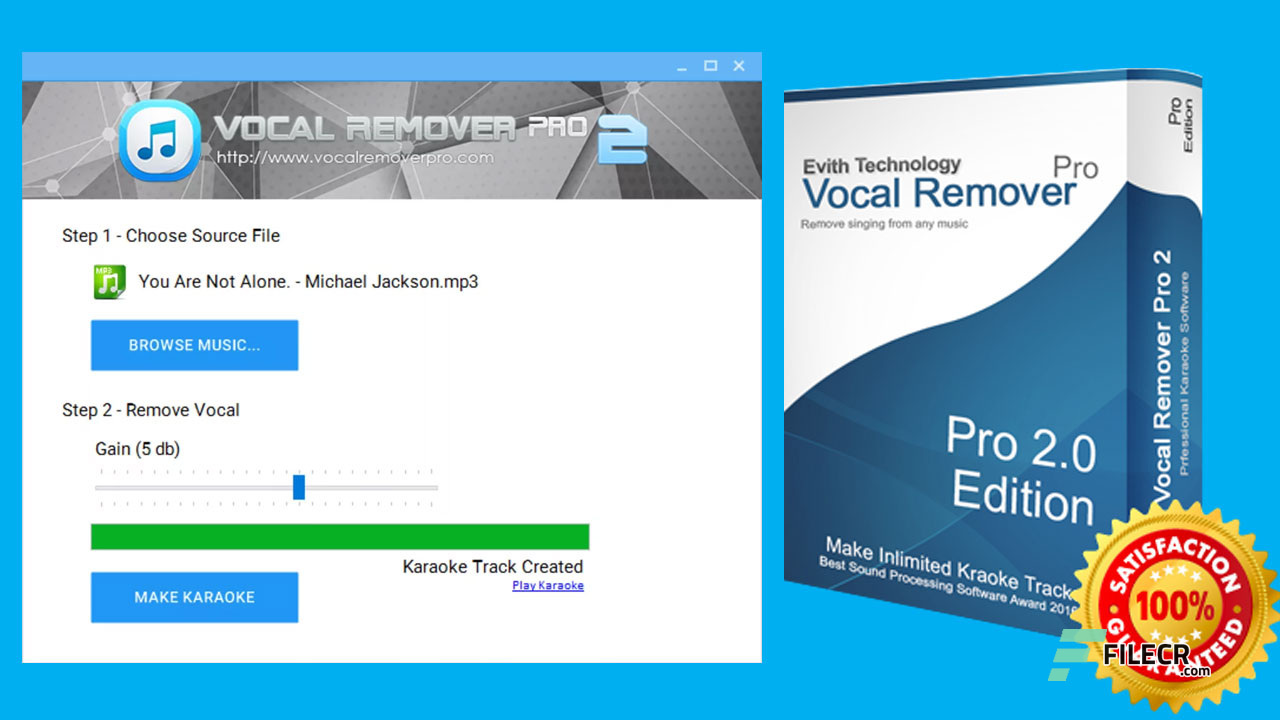 VOCAL REMOVER PRO 2
http://www.vocalremoverpro.com
Step 1 - Choose Source File
MP3
You Are Not Alone. - Michael Jackson.mp3
BROWSE MUSIC...
Step 2 - Remove Vocal
Gain (5 db)
Karaoke Track Created
Play Karaoke
MAKE KARAOKE
Evith Technology
Vocal Remover Pro
Remove singing from any music
Pro 2.0
Edition
Make Inlimited Kraoke Track
Best Sound Processing Software Award
Pro
Edition
Vocal Remover Pro 2
Prfessional Karaoke Software
SATISFACTION
100%
GUARANTEED
FILECR
.com